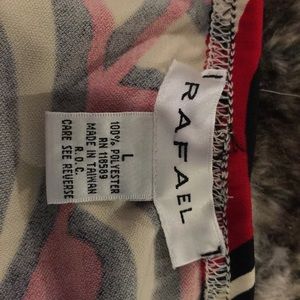 RAFAEL
L
100% POLYESTER
RN 118589
MADE IN TAIWAN
R.O.C.
CARE SEE REVERSE